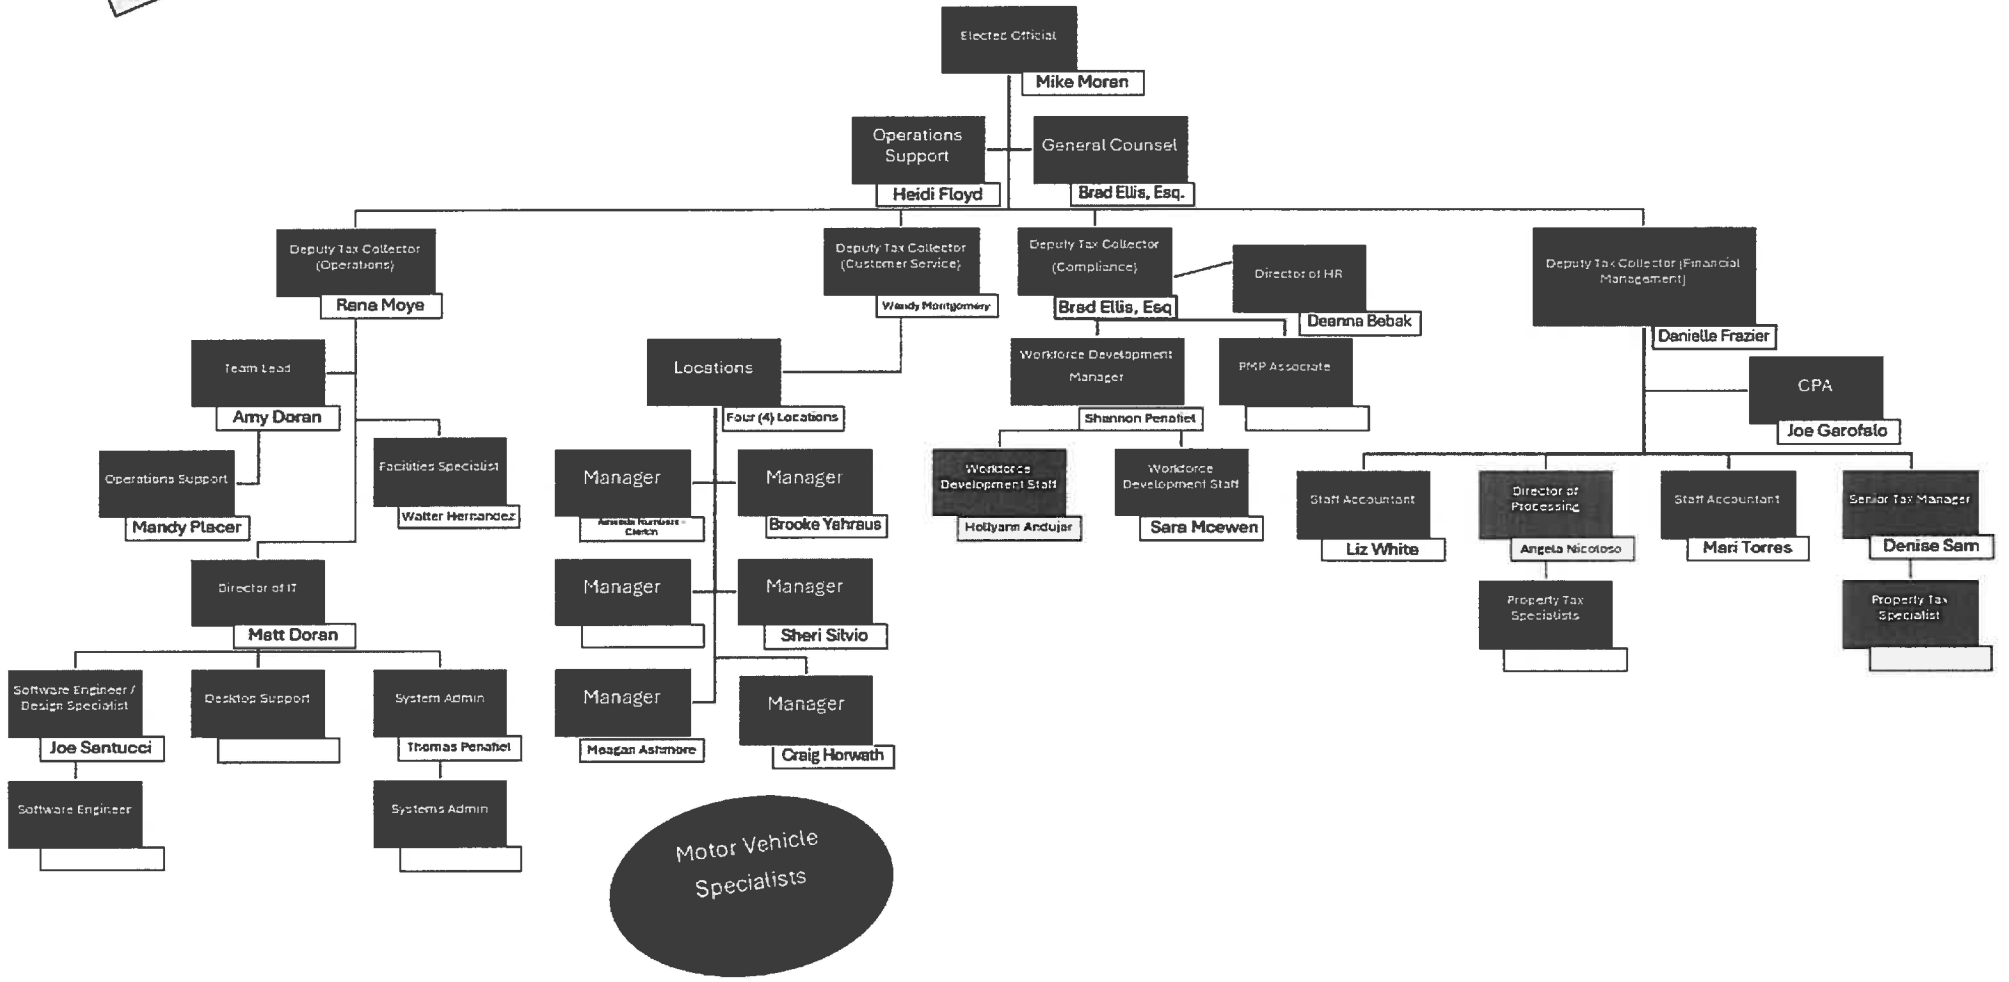 Elected Official
Mike Moran
Operations
Support
Heidi Floyd
General Counsel
Brad Ellis, Esq.
Deputy Tax Collector
(Operations)
Rana Moye
Deputy Tax Collector
(Customer Service)
Wendy Montgomery
Deputy Tax Collector
(Compliance)
Brad Ellis, Esq
Director of HR
Deanna Bebak
Deputy Tax Collector (Financial
Management)
Danielle Frazier
Team Lead
Amy Doran
Locations
Four (4) Locations
Workforce Development
Manager
Shannon Penafiel
PMP Associate
CPA
Joe Garofalo
Operations Support
Mandy Placer
Facilities Specialist
Walter Hernandez
Manager
Amanda
Manager
Brooke Yahraus
Workforce
Development Staff
Hollyann Andujar
Workforce
Development Staff
Sara Mcewen
Staff Accountant
Liz White
Director of
Processing
Angela Nicoloso
Staff Accountant
Mari Torres
Senior Tax Manager
Denise Sam
Director of IT
Matt Doran
Manager
Manager
Sheri Silvio
Property Tax
Specialists
Property Tax
Specialist
Software Engineer /
Design Specialist
Joe Santucci
Desktop Support
System Admin
Thomas Penafiel
Manager
Meagan Ashmore
Manager
Craig Horwath
Software Engineer
Systems Admin
Motor Vehicle
Specialists